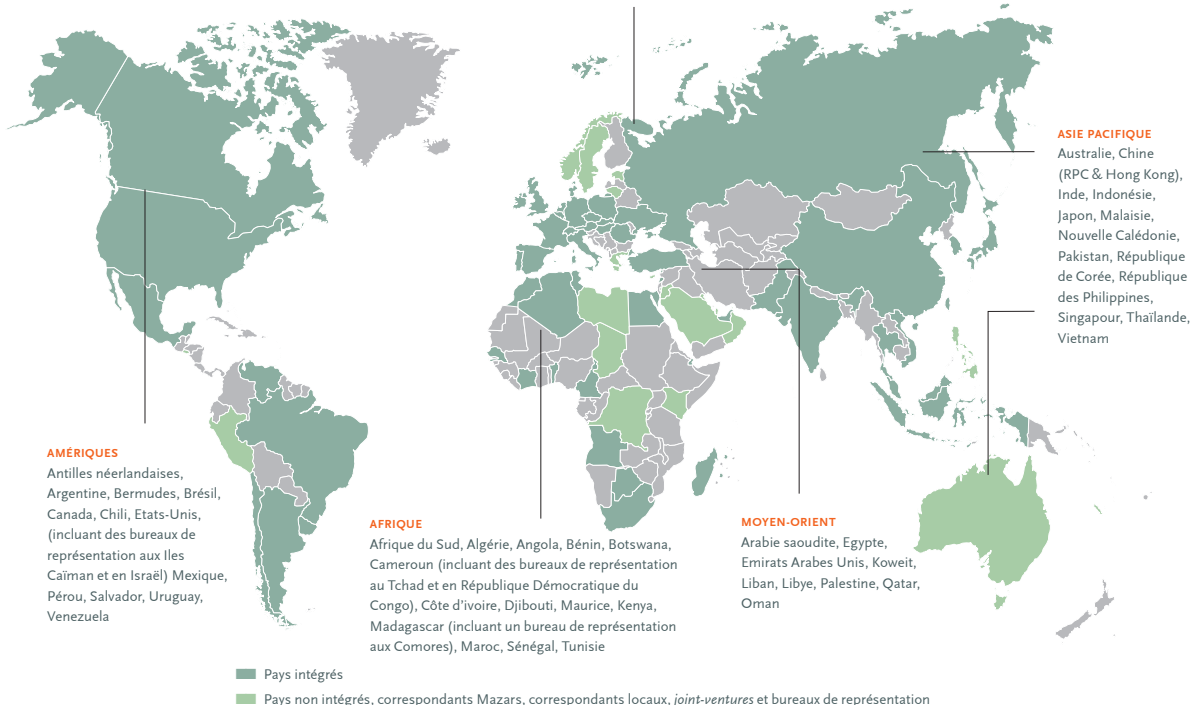 ASIE PACIFIQUE
Australie, Chine
(RPC & Hong Kong),
Inde, Indonésie,
Japon, Malaisie,
Nouvelle Calédonie,
Pakistan, République
de Corée, République
des Philippines,
Singapour, Thaïlande,
Vietnam
AMÉRIQUES
Antilles néerlandaises,
Argentine, Bermudes, Brésil,
Canada, Chili, Etats-Unis,
(incluant des bureaux de
représentation aux Iles
Caïman et en Israël) Mexique,
Pérou, Salvador, Uruguay,
Venezuela
AFRIQUE
Afrique du Sud, Algérie, Angola, Bénin, Botswana,
Cameroun (incluant des bureaux de représentation
au Tchad et en République Démocratique du
Congo), Côte d'ivoire, Djibouti, Maurice, Kenya,
Madagascar (incluant un bureau de représentation
aux Comores), Maroc, Sénégal, Tunisie
MOYEN-ORIENT
Arabie saoudite, Egypte,
Emirats Arabes Unis, Koweit,
Liban, Libye, Palestine, Qatar,
Oman
Pays intégrés
Pays non intégrés, correspondants Mazars, correspondants locaux, joint-ventures et bureaux de représentation